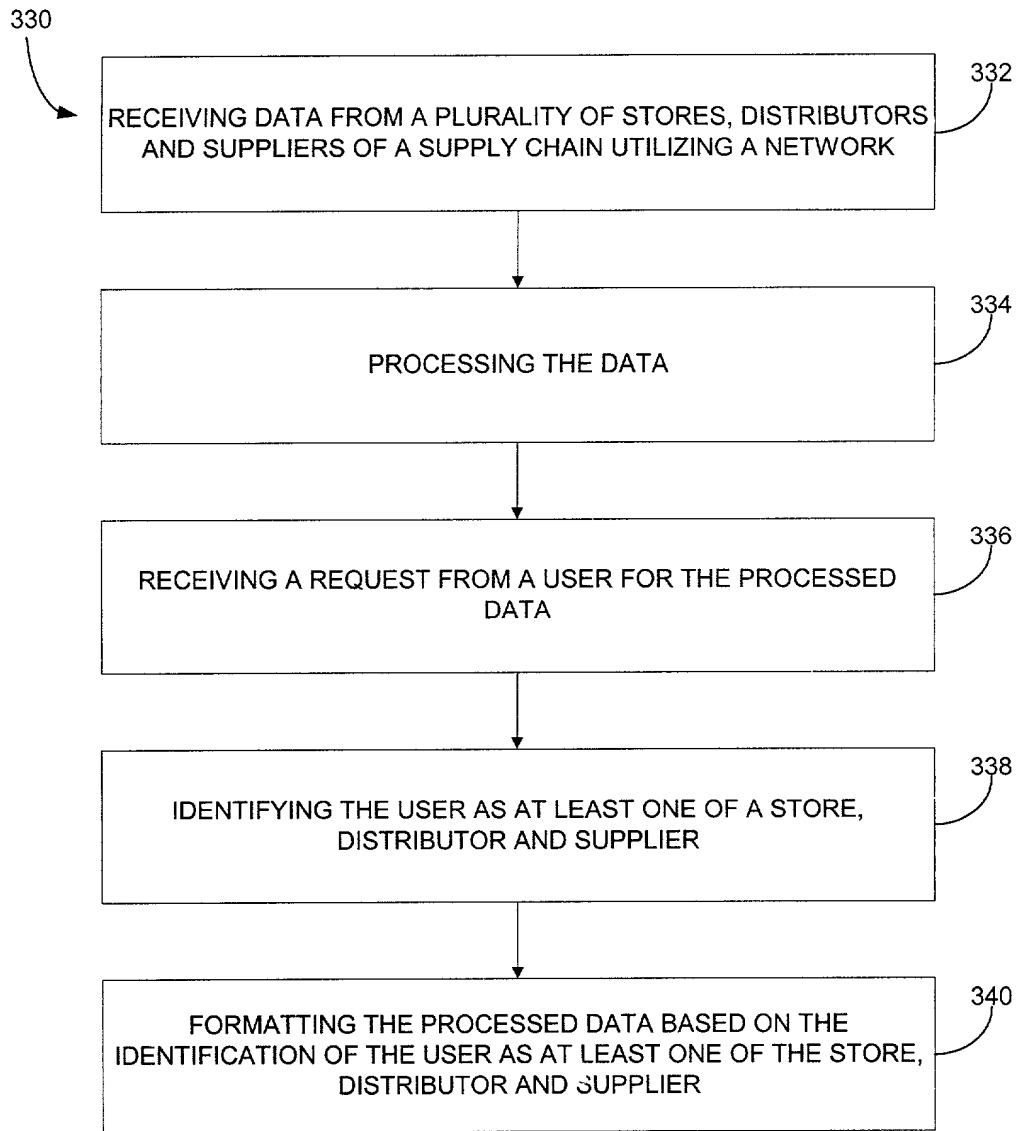 330
332
RECEIVING DATA FROM A PLURALITY OF STORES, DISTRIBUTORS
AND SUPPLIERS OF A SUPPLY CHAIN UTILIZING A NETWORK
334
PROCESSING THE DATA
336
RECEIVING A REQUEST FROM A USER FOR THE PROCESSED
DATA
338
IDENTIFYING THE USER AS AT LEAST ONE OF A STORE,
DISTRIBUTOR AND SUPPLIER
340
FORMATTING THE PROCESSED DATA BASED ON THE
IDENTIFICATION OF THE USER AS AT LEAST ONE OF THE STORE,
DISTRIBUTOR AND SUPPLIER